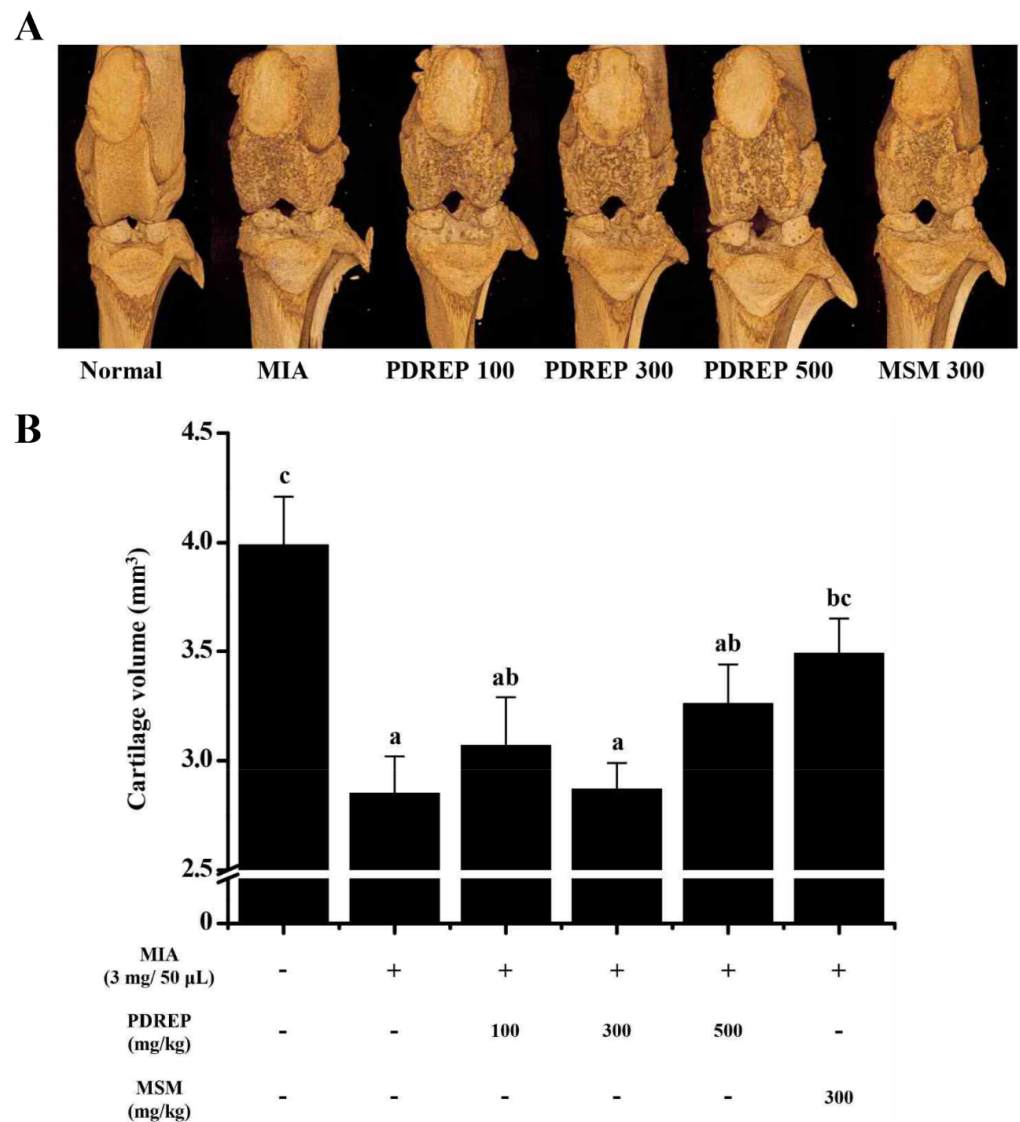 A
Normal MIA PDREP 100 PDREP 300 PDREP 500 MSM 300
B
Cartilage volume (mm³)
4.5
4.0
3.5
3.0
2.5
0
c
a
ab
a
ab
bc
MIA
(3 mg/ 50 μL)
- + + + + +
PDREP
(mg/kg)
- - 100 300 500 -
MSM
(mg/kg)
- - - - - 300